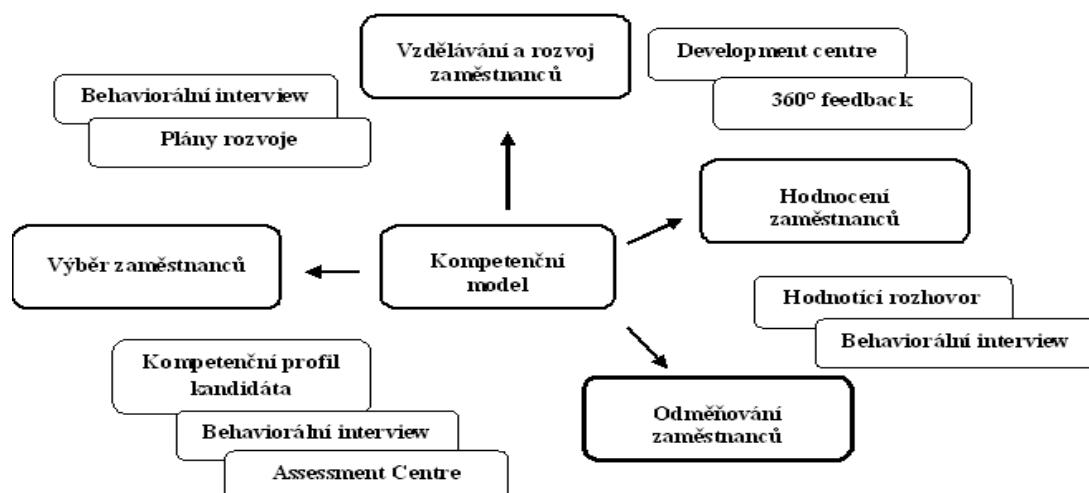 Vzdělávání a rozvoj
zaměstnanců
Development centre
360° feedback
Behaviorální interview
Plány rozvoje
Hodnocení
zaměstnanců
Výběr zaměstnanců
Kompetenční
model
Hodnotící rozhovor
Behaviorální interview
Kompetenční profil
kandidáta
Behaviorální interview
Assessment Centre
Odměňování
zaměstnanců